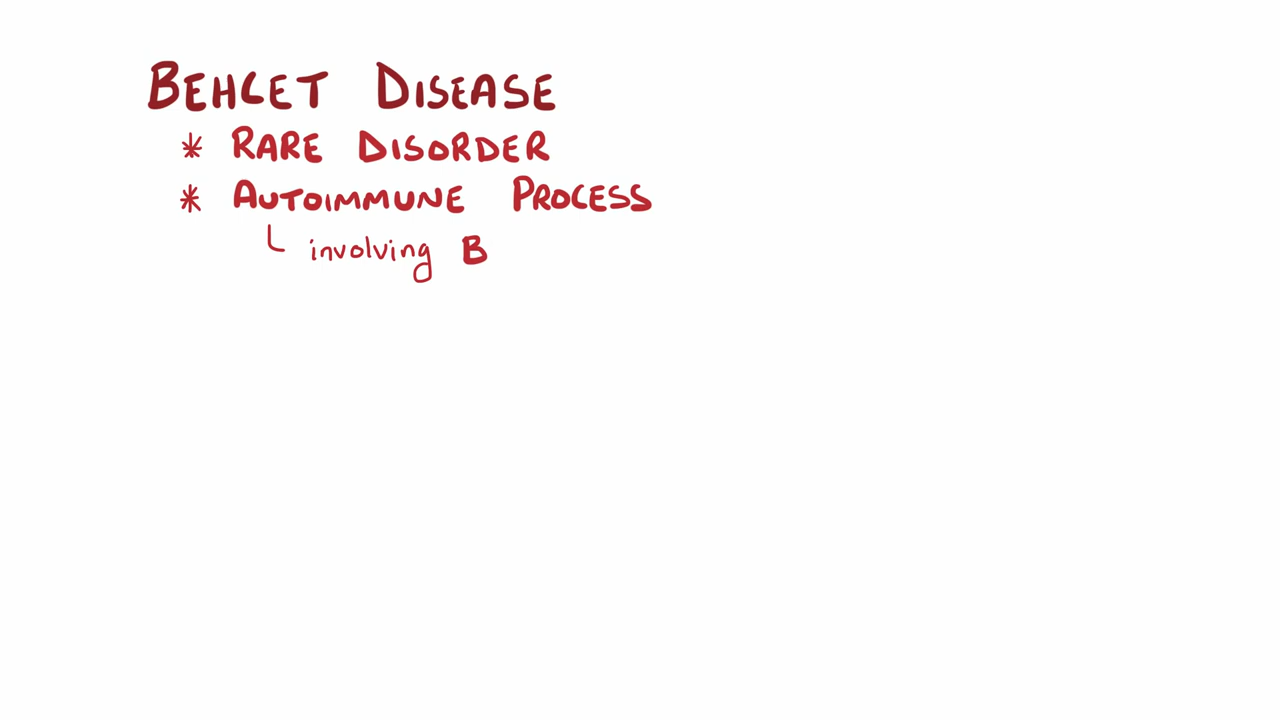 BEHCET DISEASE
* RARE DISORDER
* AUTOIMMUNE PROCESS
involving B